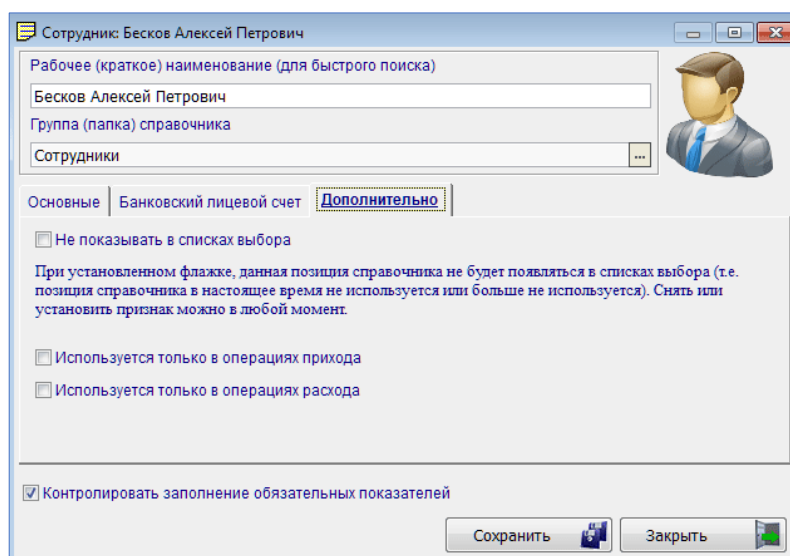 Сотрудник: Бесков Алексей Петрович
Рабочее (краткое) наименование (для быстрого поиска)
Бесков Алексей Петрович
Группа (папка) справочника
Сотрудники
...
Основные Банковский лицевой счет Дополнительно
Не показывать в списках выбора
При установленном флажке, данная позиция справочника не будет появляться в списках выбора (т.е.
позиция справочника в настоящее время не используется или больше не используется). Снять или
установить признак можно в любой момент.
Используется только в операциях прихода
Используется только в операциях расхода
Контролировать заполнение обязательных показателей
Сохранить Закрыть